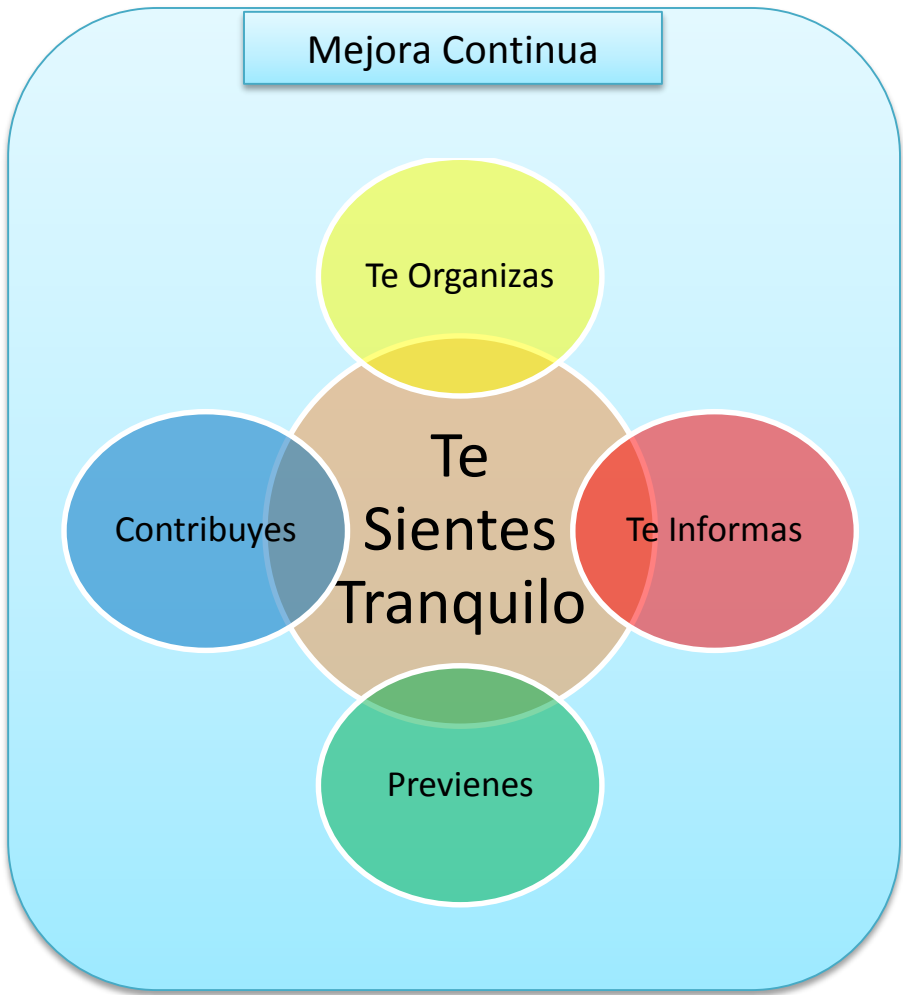 Mejora Continua
Te Organizas
Contribuyes
Te
Sientes
Tranquilo
Te Informas
Previenes